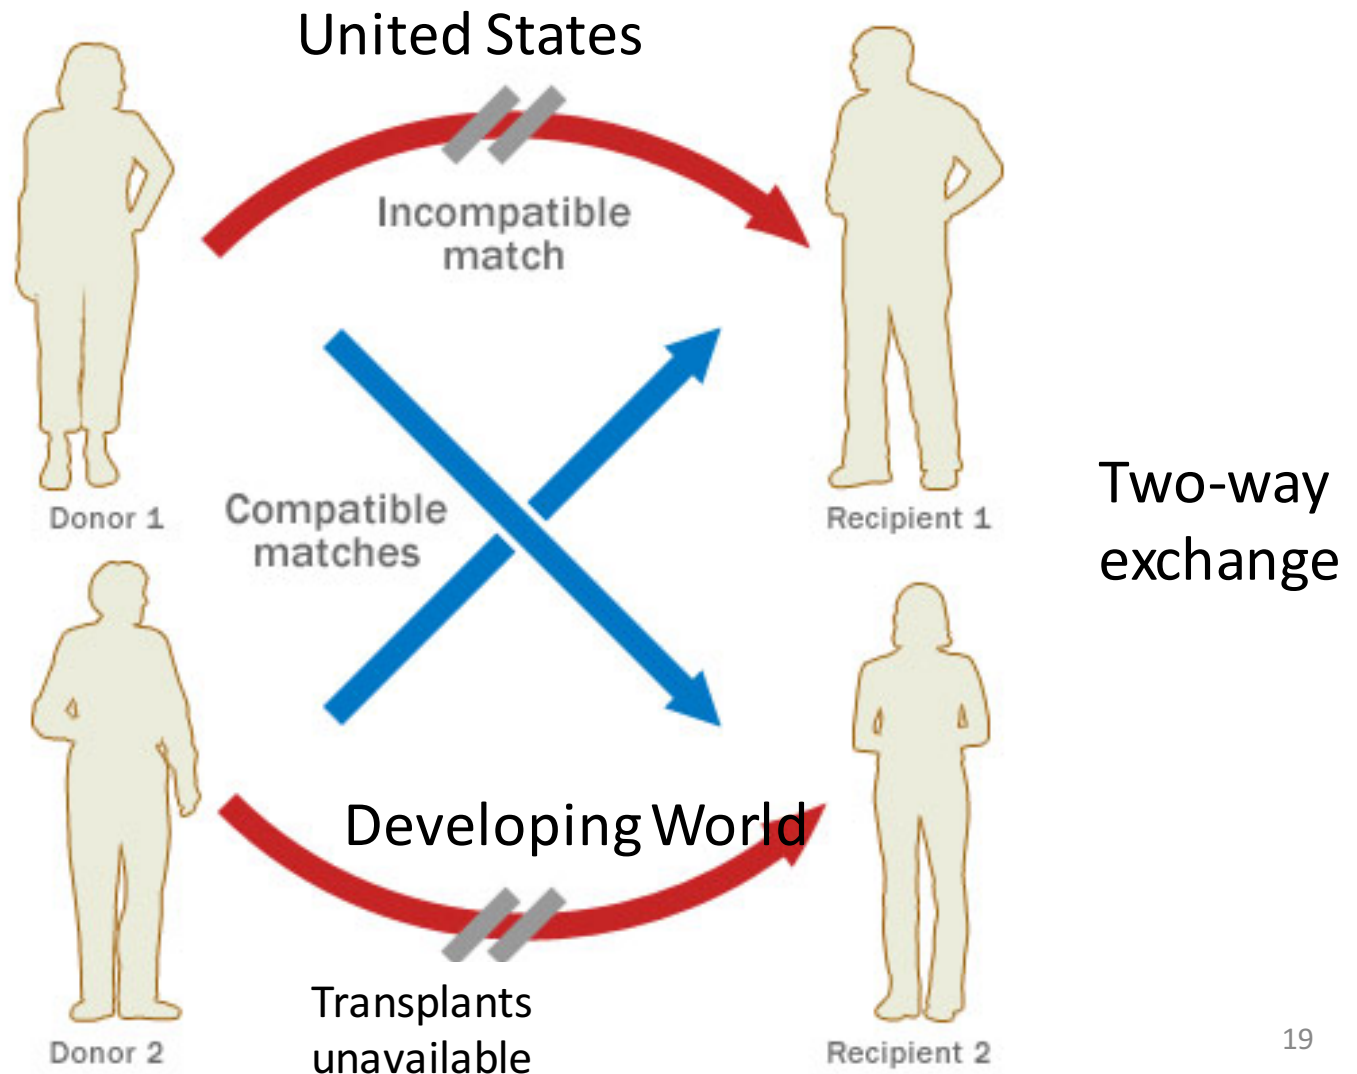 United States
Incompatible
match
Donor 1
Recipient 1
Compatible
matches
Two-way
exchange
Developing World
Transplants
unavailable
Donor 2
Recipient 2
19